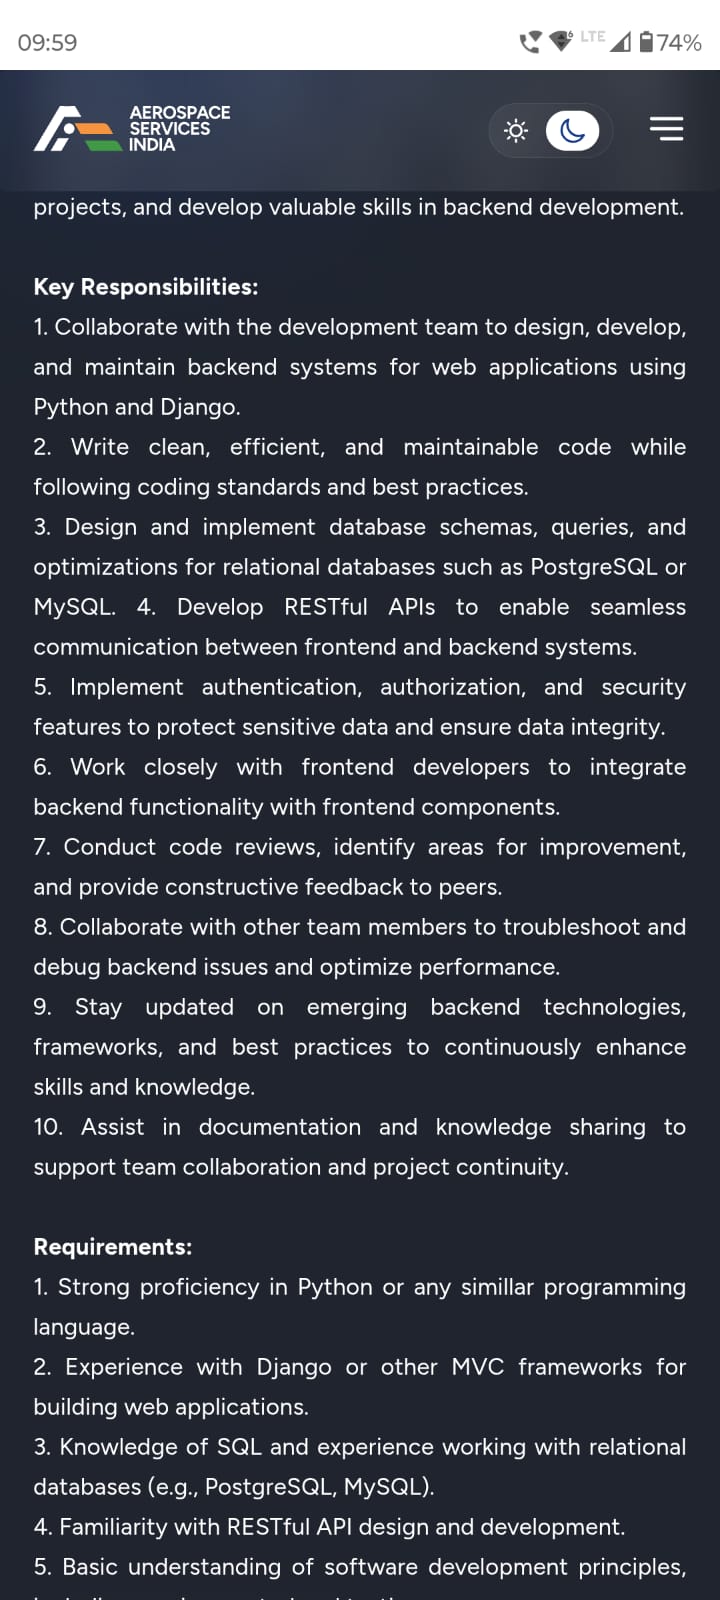 09:59
LTE
74%
AEROSPACE
SERVICES
INDIA
projects, and develop valuable skills in backend development.
Key Responsibilities:
1. Collaborate with the development team to design, develop,
and maintain backend systems for web applications using
Python and Django.
2. Write clean, efficient, and maintainable code while
following coding standards and best practices.
3. Design and implement database schemas, queries, and
optimizations for relational databases such as PostgreSQL or
MySQL. 4. Develop RESTful APIs to enable seamless
communication between frontend and backend systems.
5. Implement authentication, authorization, and security
features to protect sensitive data and ensure data integrity.
6. Work closely with frontend developers to integrate
backend functionality with frontend components.
7. Conduct code reviews, identify areas for improvement,
and provide constructive feedback to peers.
8. Collaborate with other team members to troubleshoot and
debug backend issues and optimize performance.
9. Stay updated on emerging backend technologies,
frameworks, and best practices to continuously enhance
skills and knowledge.
10. Assist in documentation and knowledge sharing to
support team collaboration and project continuity.
Requirements:
1. Strong proficiency in Python or any simillar programming
language.
2. Experience with Django or other MVC frameworks for
building web applications.
3. Knowledge of SQL and experience working with relational
databases (e.g., PostgreSQL, MySQL).
4. Familiarity with RESTful API design and development.
5. Basic understanding of software development principles,